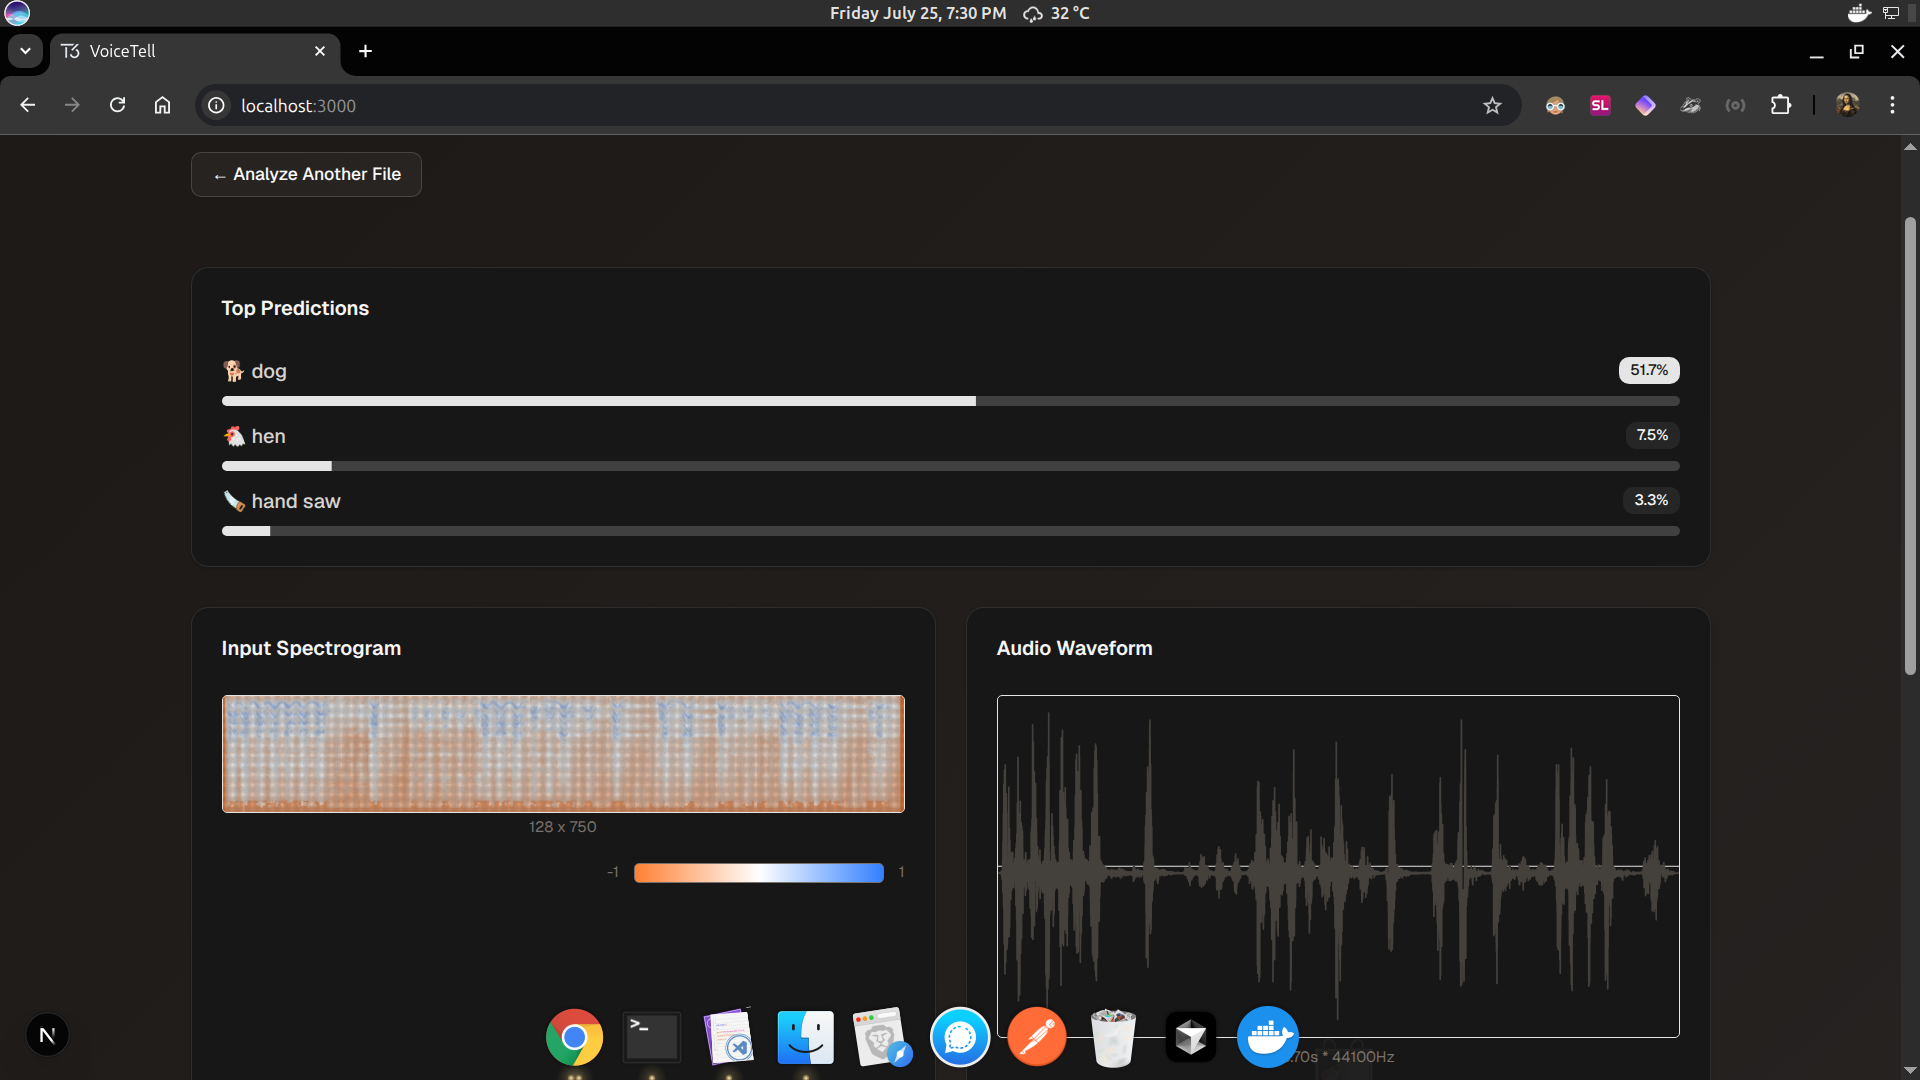 Friday July 25, 7:30 PM 32 °C
T3 VoiceTell
localhost:3000
SL
← Analyze Another File
Top Predictions
dog 51.7%
hen 7.5%
hand saw 3.3%
Input Spectrogram
128 x 750
-1 1
Audio Waveform
.70s * 44100Hz
N
>_